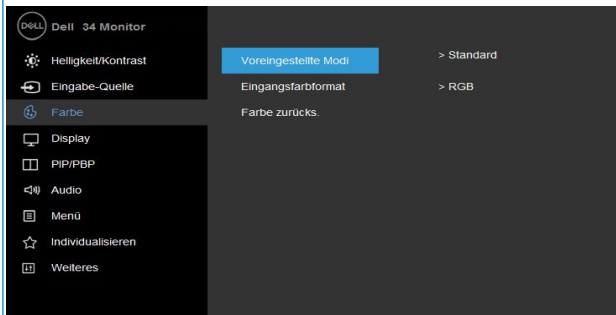 DELL Dell 34 Monitor
Helligkeit/Kontrast
Eingabe-Quelle
Farbe
Display
PIP/PBP
Audio
Menü
Individualisieren
Weiteres
Voreingestellte Modi > Standard
Eingangsfarbformat > RGB
Farbe zurücks.